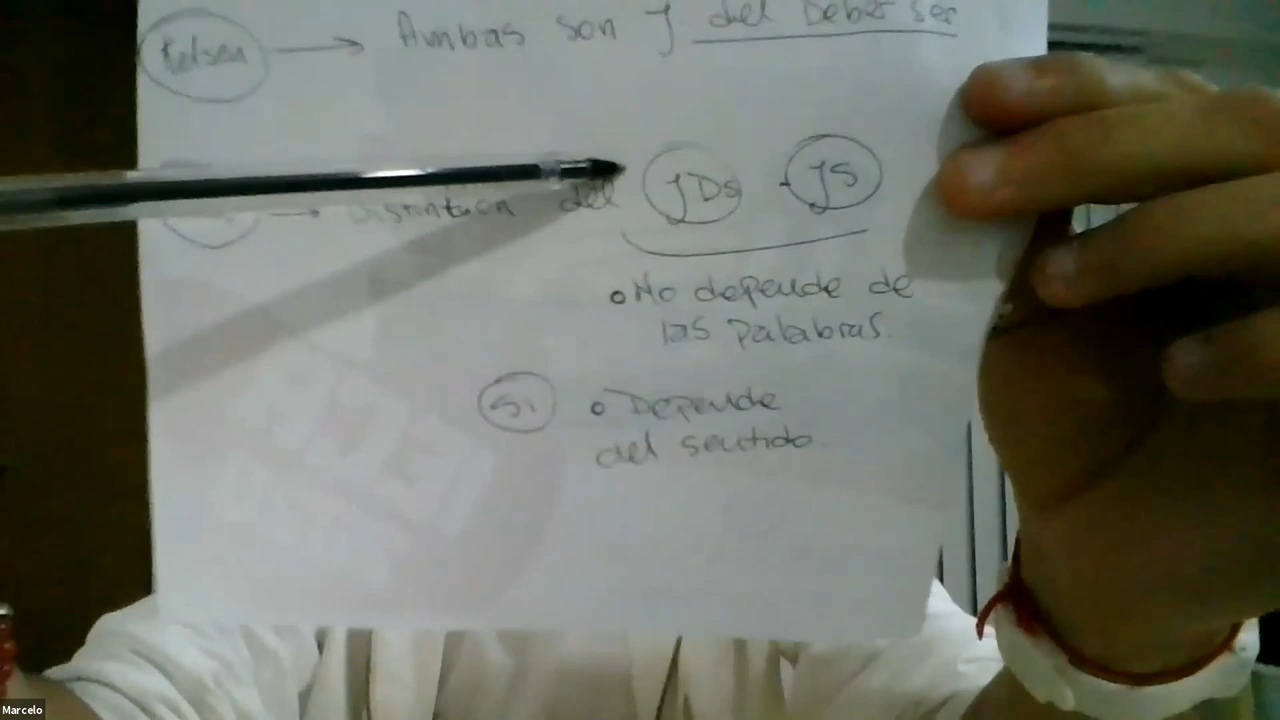 Kelsen → Ambas son J del Deber ser
→ Distinción del JDs - JS
• No depende de
las palabras.
Si • Depende
del sentido
Marcelo